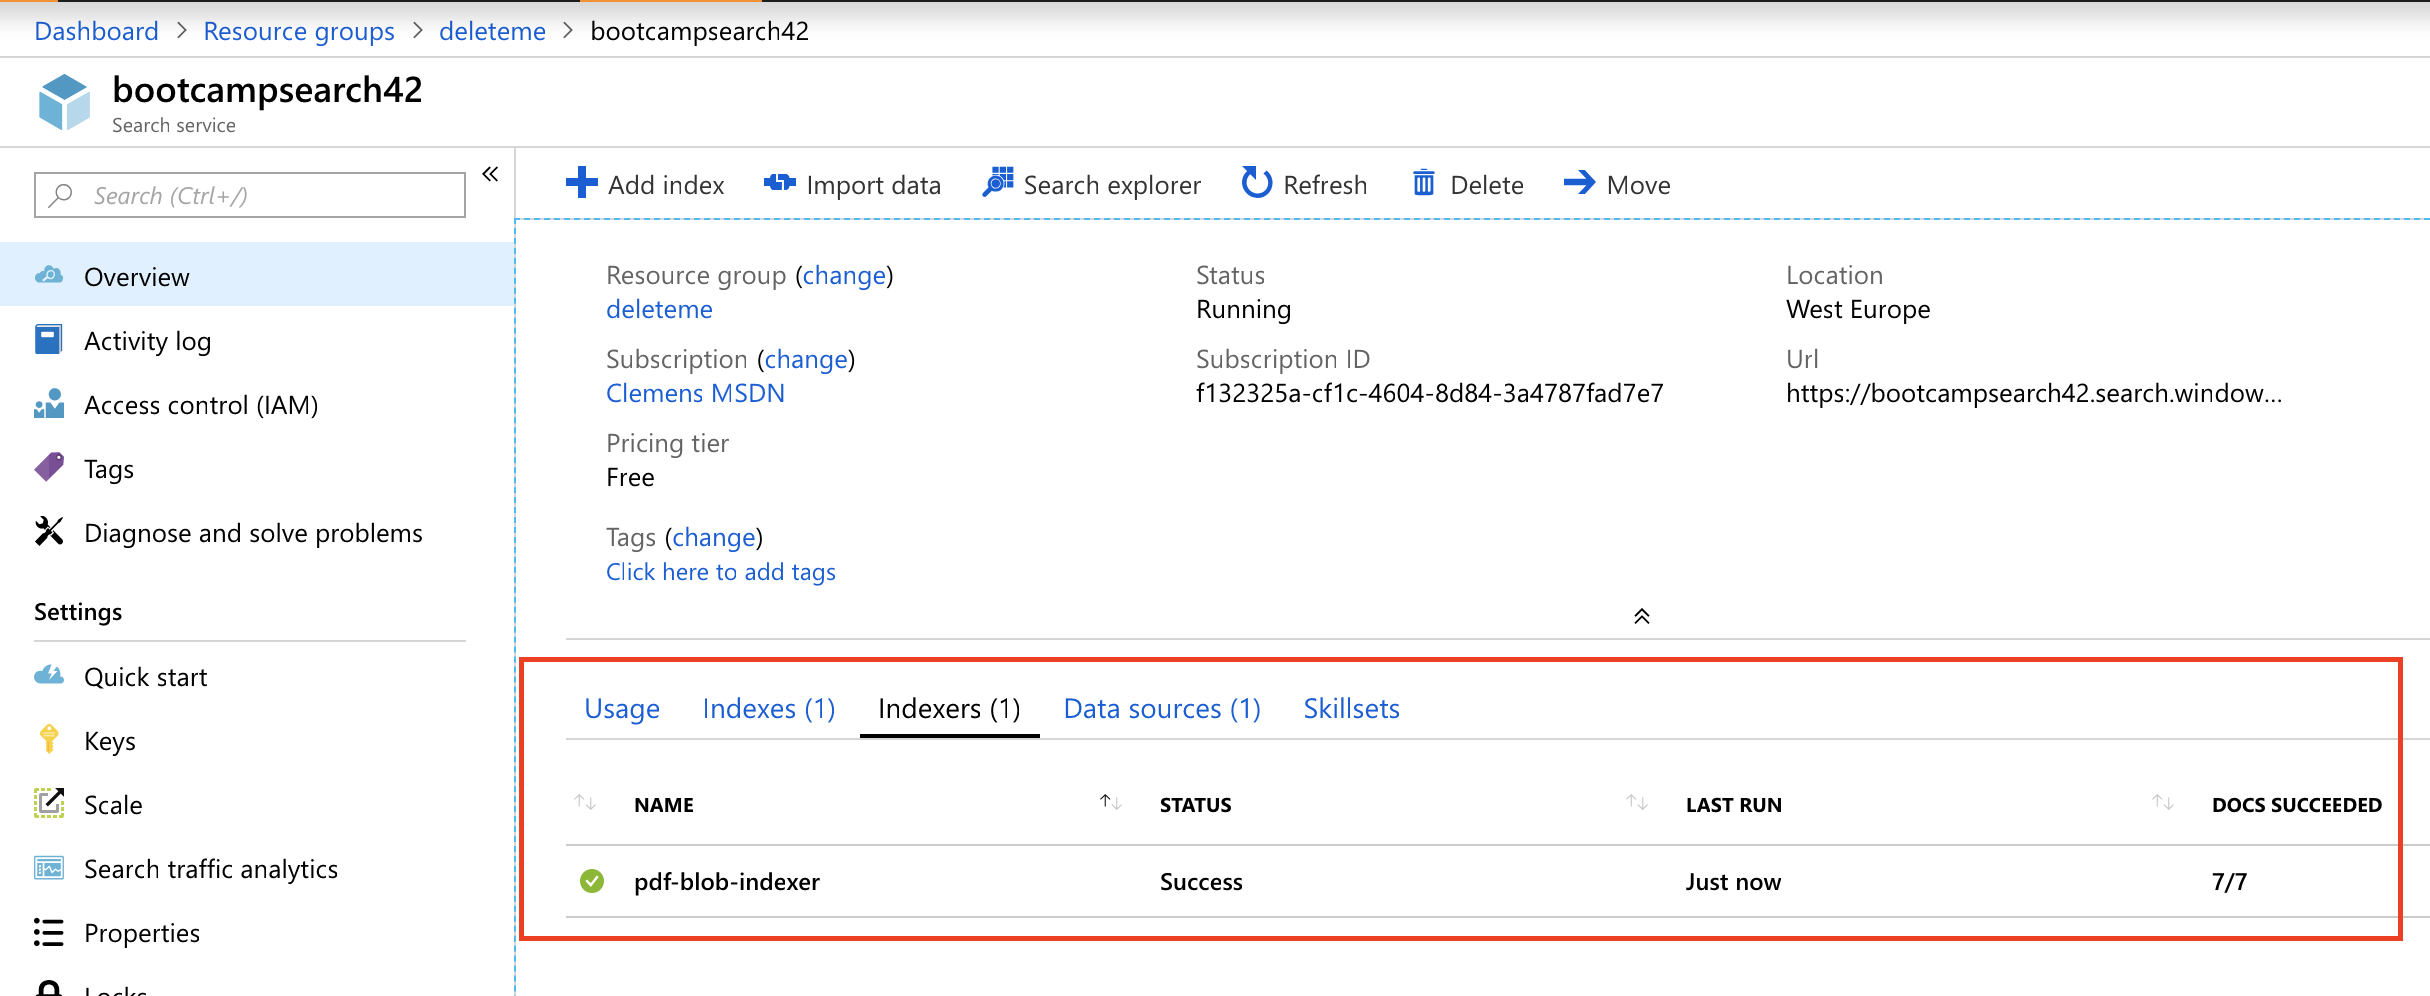 Dashboard > Resource groups > deleteme > bootcampsearch42
bootcampsearch42
Search service
Search (Ctrl+/)
«
Overview
Activity log
Access control (IAM)
Tags
Diagnose and solve problems
Settings
Quick start
Keys
Scale
Search traffic analytics
Properties
Locks
Add index Import data Search explorer Refresh Delete Move
Resource group (change)
deleteme
Status
Running
Location
West Europe
Subscription (change)
Clemens MSDN
Subscription ID
f132325a-cf1c-4604-8d84-3a4787fad7e7
Url
https://bootcampsearch42.search.window...
Pricing tier
Free
Tags (change)
Click here to add tags
Usage Indexes (1) Indexers (1) Data sources (1) Skillsets
NAME STATUS LAST RUN DOCS SUCCEEDED
pdf-blob-indexer Success Just now 7/7